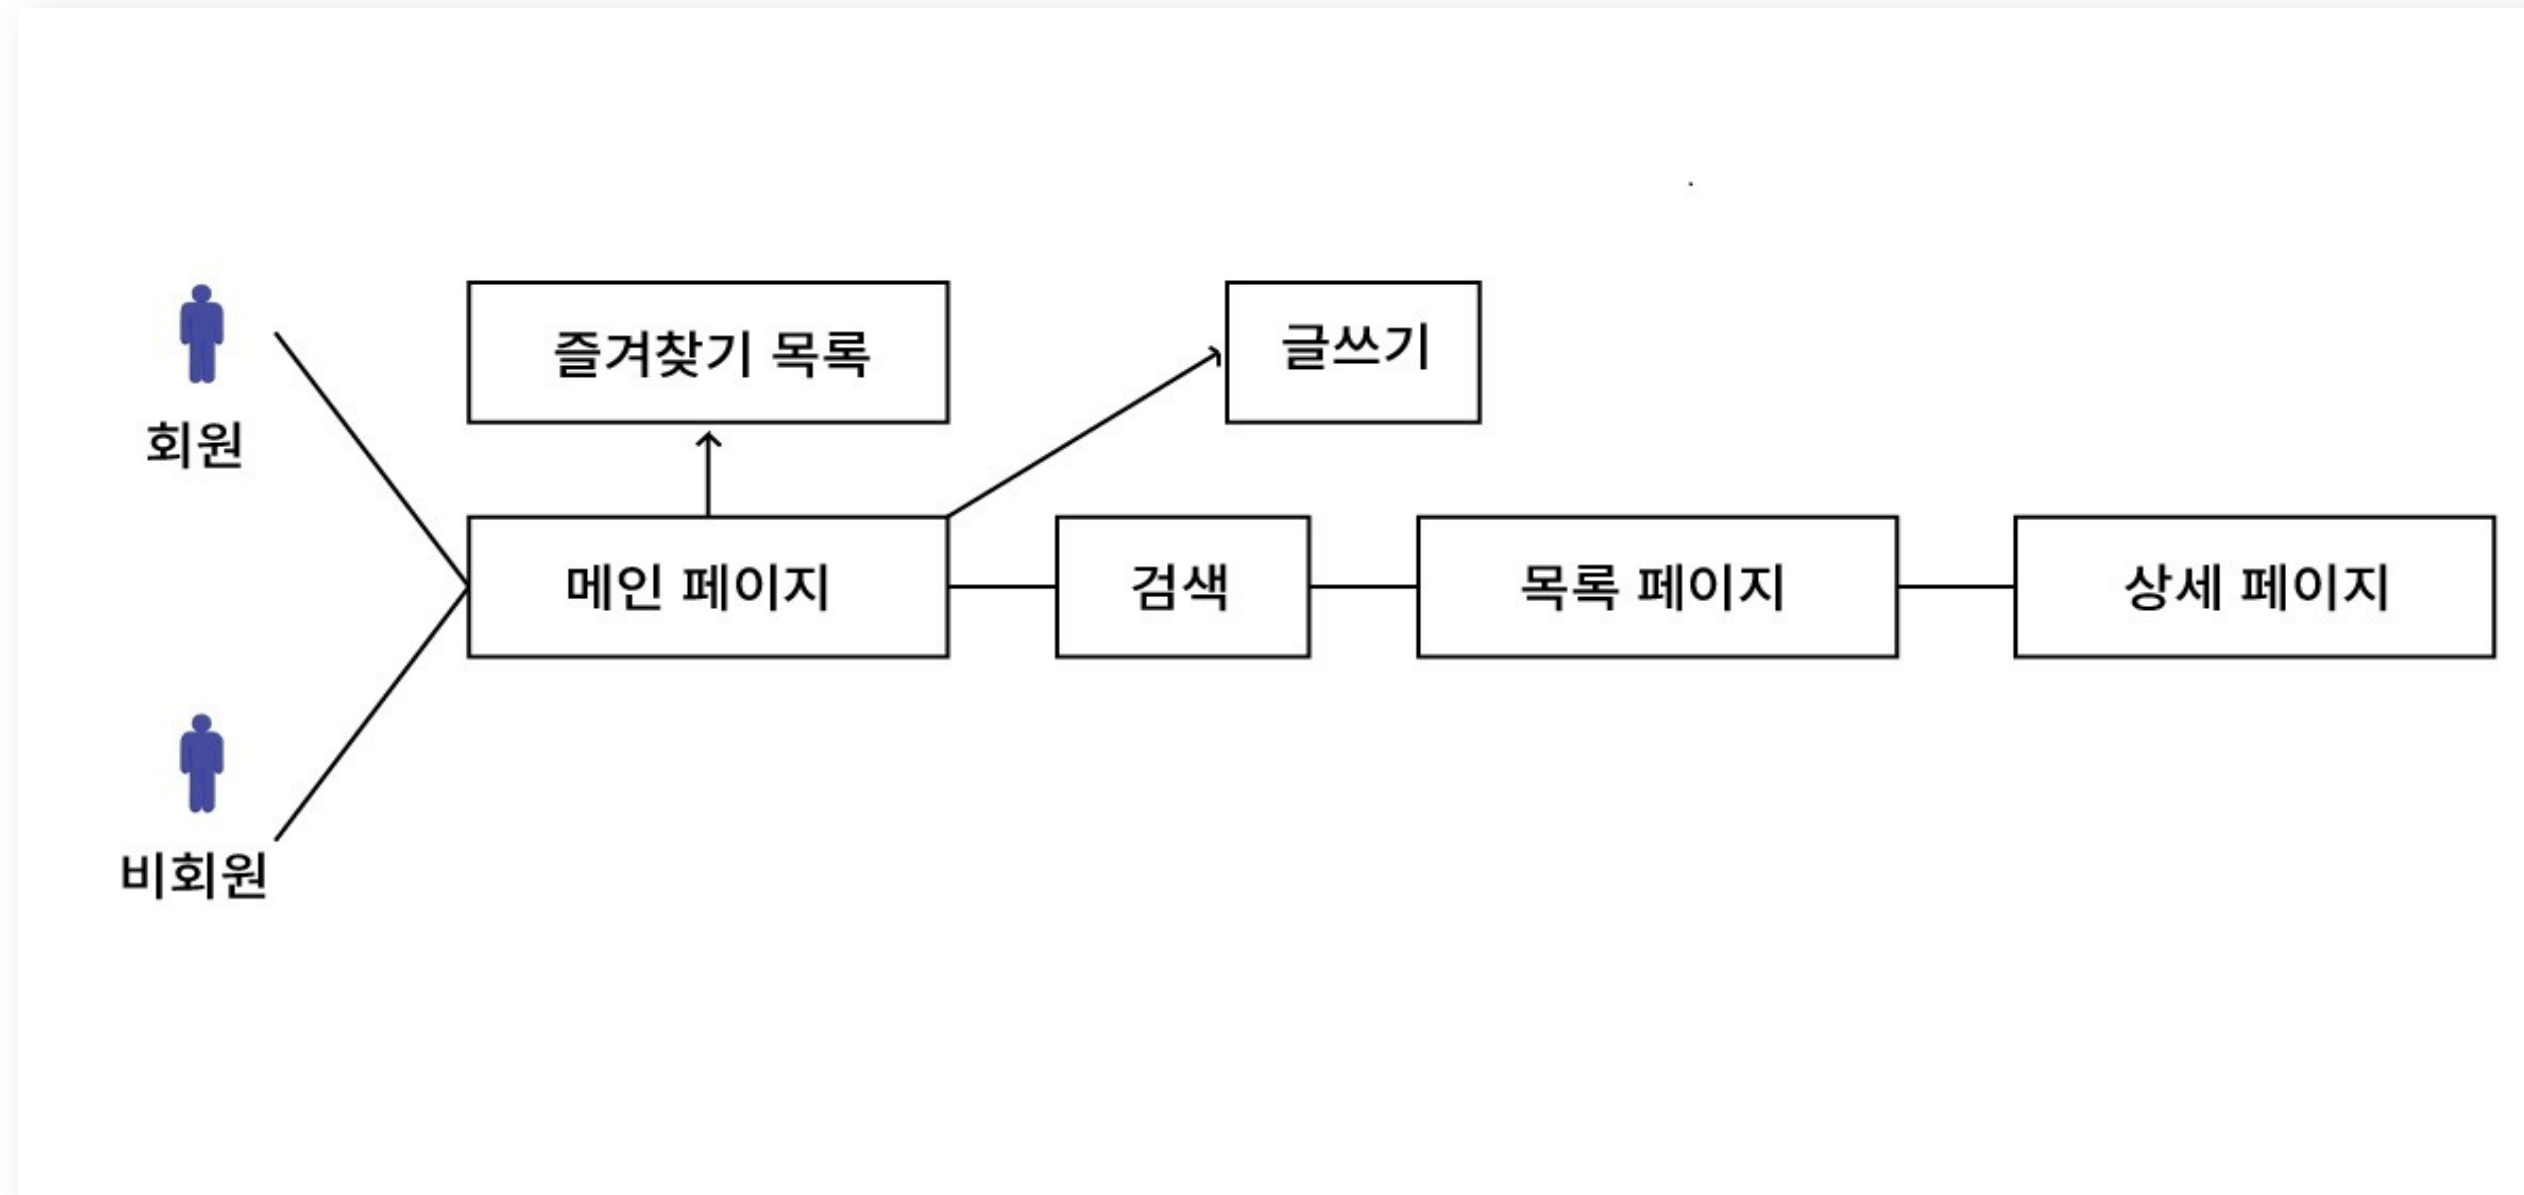 즐겨찾기 목록
글쓰기
회원
메인 페이지
검색
목록 페이지
상세 페이지
비회원